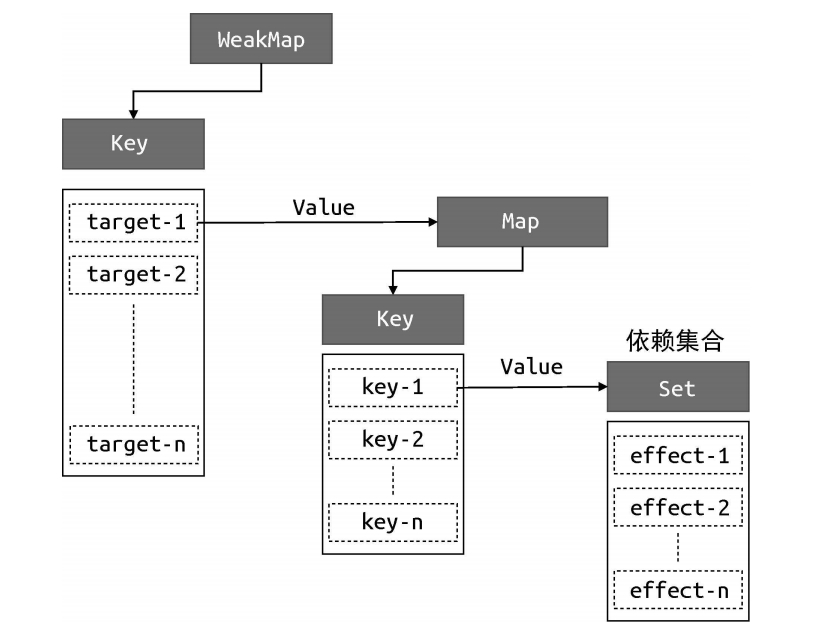 WeakMap
Key
target-1
target-2
target-n
Value
Map
Key
key-1
key-2
key-n
Value
依赖集合
Set
effect-1
effect-2
effect-n